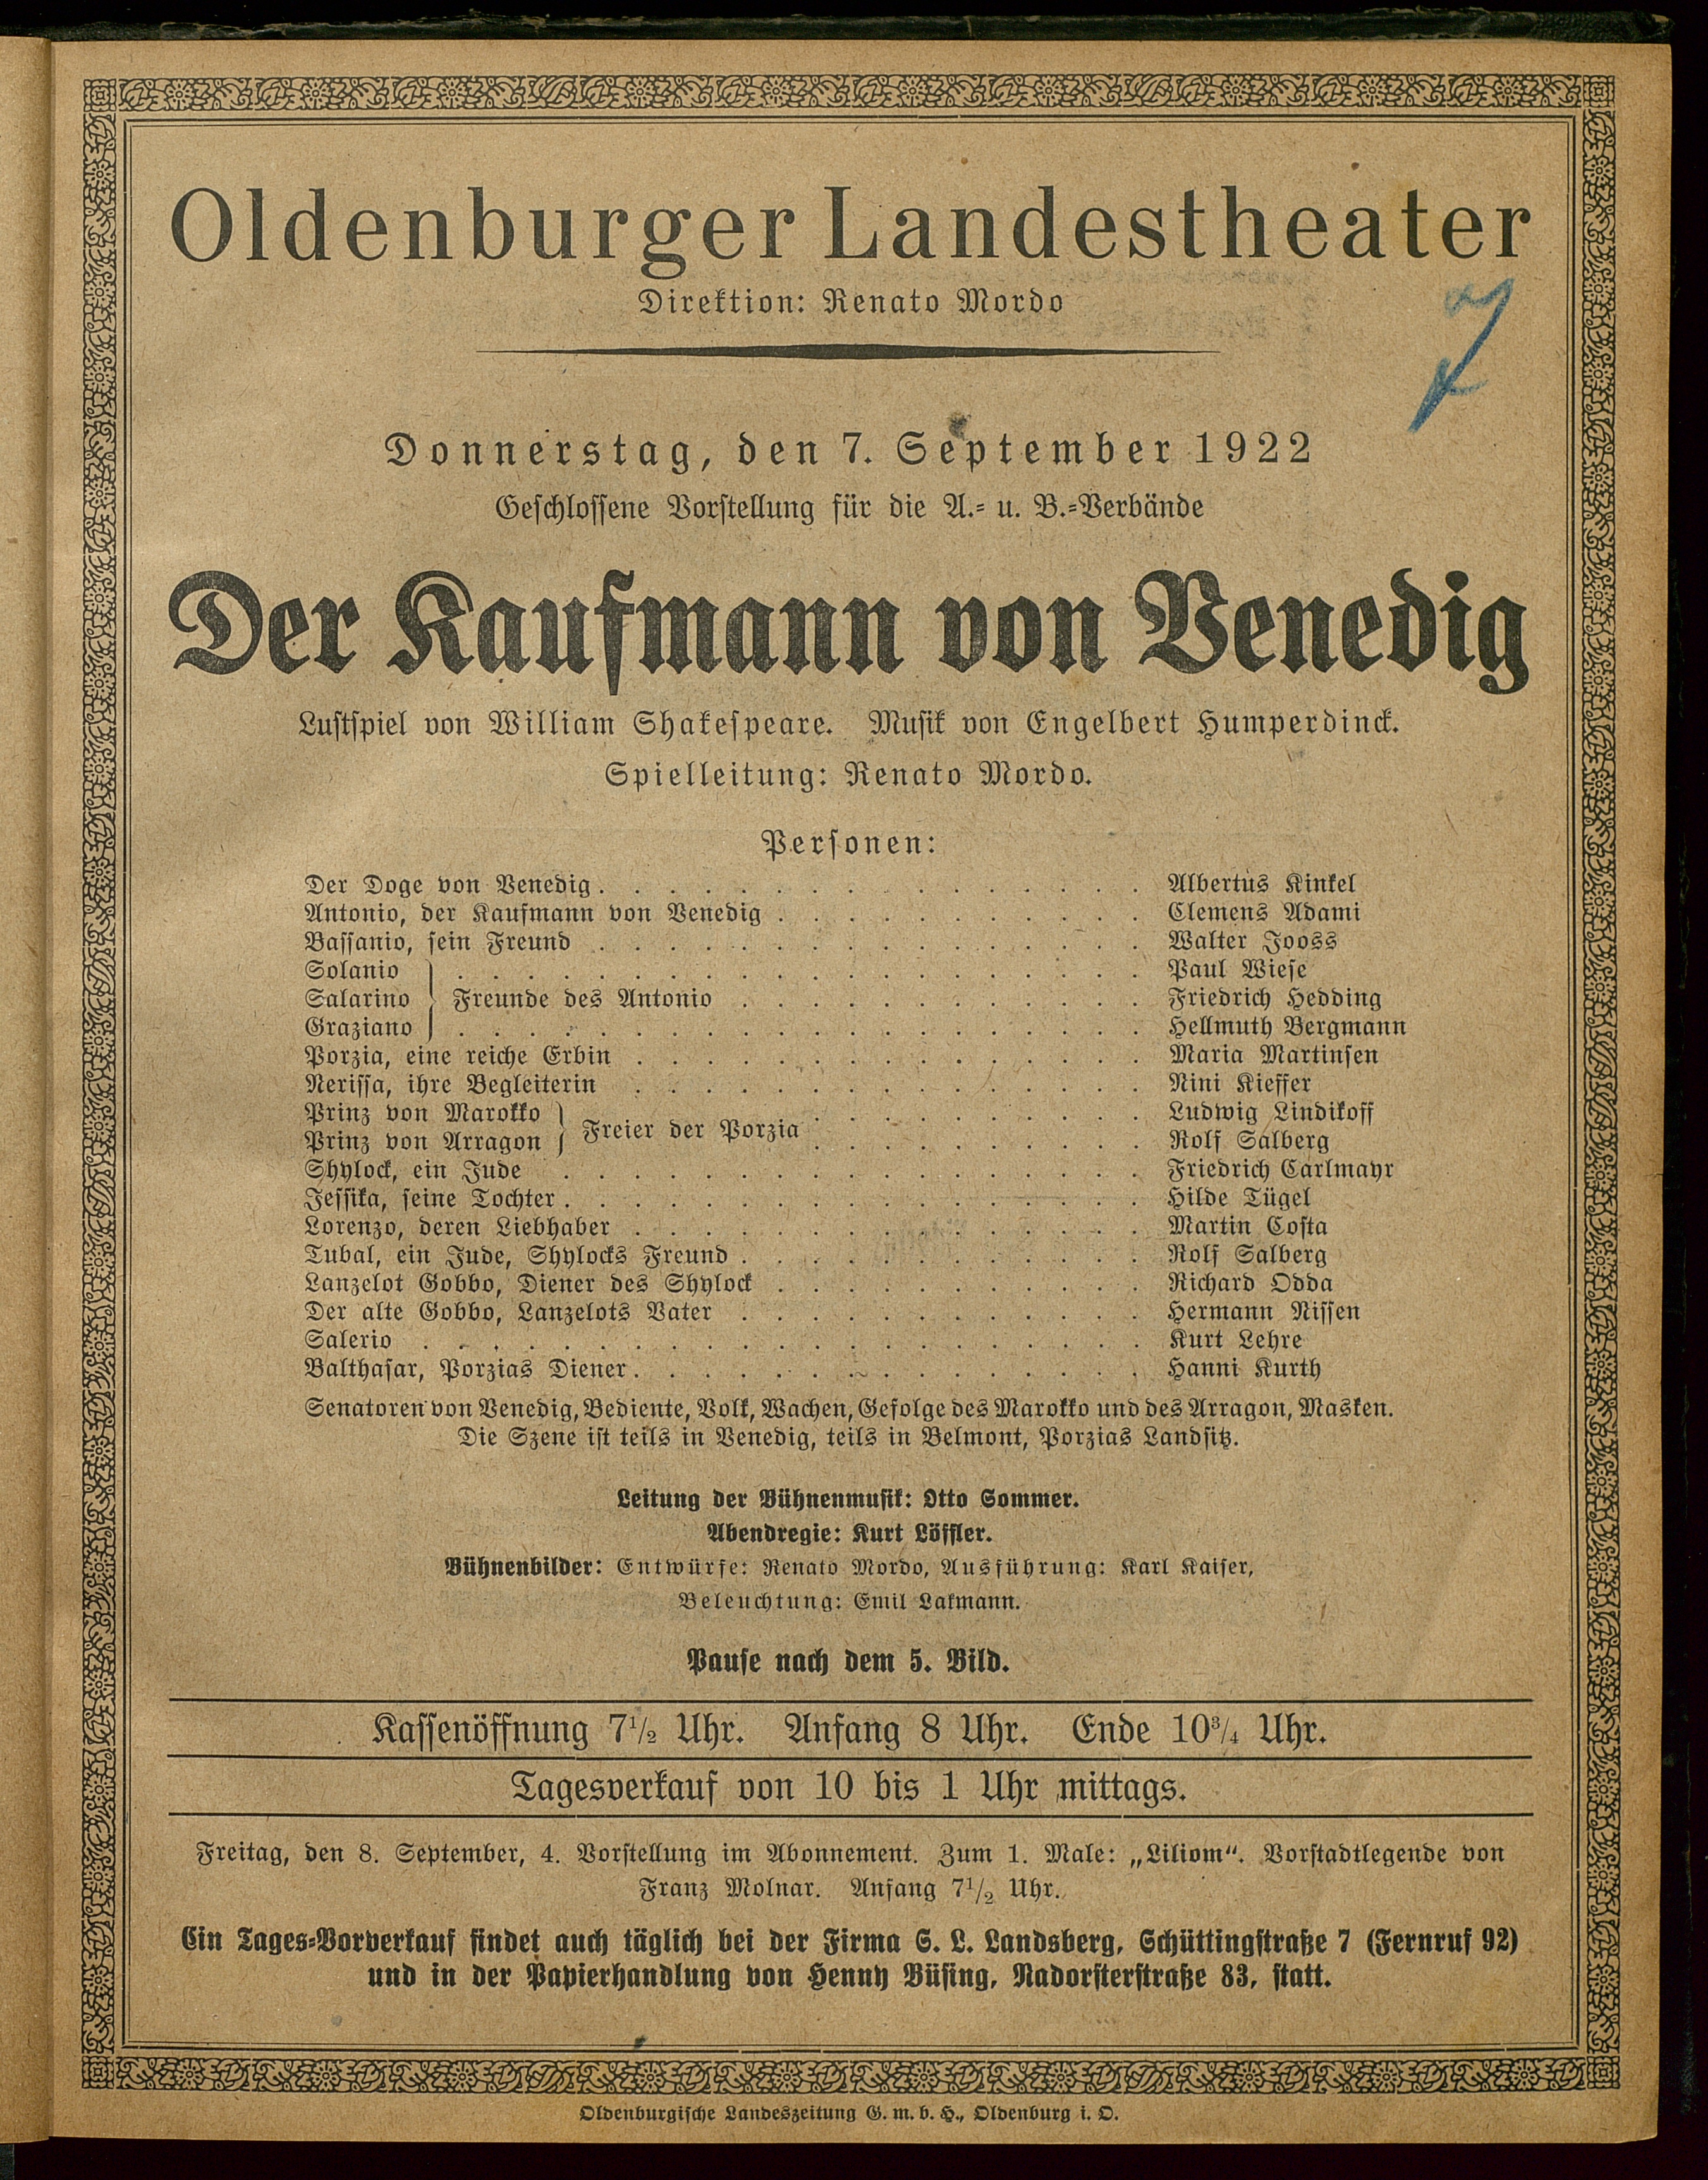 Oldenburger Landestheater
Direktion: Renato Mordo
7
Donnerstag, den 7. September 1922
Geschlossene Vorstellung für die A.- u. B.-Verbände
Der Kaufmann von Venedig
Lustspiel von William Shakespeare. Musik von Engelbert Humperdinck.
Spielleitung: Renato Mordo.
Personen:
Der Doge von Venedig . . . . . . . . . . . . . . . . Albertus Kinkel
Antonio, der Kaufmann von Venedig . . . . . . . . . . . Clemens Adami
Bassanio, sein Freund . . . . . . . . . . . . . . . . Walter Jooss
Solanio . . . . . . . . . . . . . . . . . . . . Paul Wiese
Salarino } Freunde des Antonio . . . . . . . . . . . . Friedrich Hedding
Graziano . . . . . . . . . . . . . . . . . . . . Hellmuth Bergmann
Porzia, eine reiche Erbin . . . . . . . . . . . . . . . Maria Martinsen
Nerissa, ihre Begleiterin . . . . . . . . . . . . . . . Nini Kieffer
Prinz von Marokko } Freier der Porzia . . . . . . . . . . Ludwig Lindikoff
Prinz von Arragon . . . . . . . . . . Rolf Salberg
Shylock, ein Jude . . . . . . . . . . . . . . . . . Friedrich Carlmayr
Jessika, seine Tochter . . . . . . . . . . . . . . . . . Hilde Tügel
Lorenzo, deren Liebhaber . . . . . . . . . . . . . . . Martin Costa
Tubal, ein Jude, Shylocks Freund . . . . . . . . . . . . Rolf Salberg
Lanzelot Gobbo, Diener des Shylock . . . . . . . . . . . Richard Odda
Der alte Gobbo, Lanzelots Vater . . . . . . . . . . . . Hermann Nissen
Salerio . . . . . . . . . . . . . . . . . . . . . Kurt Lehre
Balthasar, Porzias Diener . . . . . . . . . . . . . . . Hanni Kurth
Senatoren von Venedig, Bediente, Volk, Wachen, Gefolge des Marokko und des Arragon, Masken.
Die Szene ist teils in Venedig, teils in Belmont, Porzias Landsitz.
Leitung der Bühnenmusik: Otto Sommer.
Abendregie: Kurt Löffler.
Bühnenbilder: Entwürfe: Renato Mordo, Ausführung: Karl Kaiser,
Beleuchtung: Emil Lakmann.
Pause nach dem 5. Bild.
Kassenöffnung 7 1/2 Uhr. Anfang 8 Uhr. Ende 10 3/4 Uhr.
Tagesverkauf von 10 bis 1 Uhr mittags.
Freitag, den 8. September, 4. Vorstellung im Abonnement. Zum 1. Male: „Liliom“. Vorstadtlegende von
Franz Molnar. Anfang 7 1/2 Uhr.
Ein Tages-Vorverkauf findet auch täglich bei der Firma S. L. Landsberg, Schüttingstraße 7 (Fernruf 92)
und in der Papierhandlung von Henny Büsing, Nadorsterstraße 83, statt.
Oldenburgische Landeszeitung G. m. b. H., Oldenburg i. O.